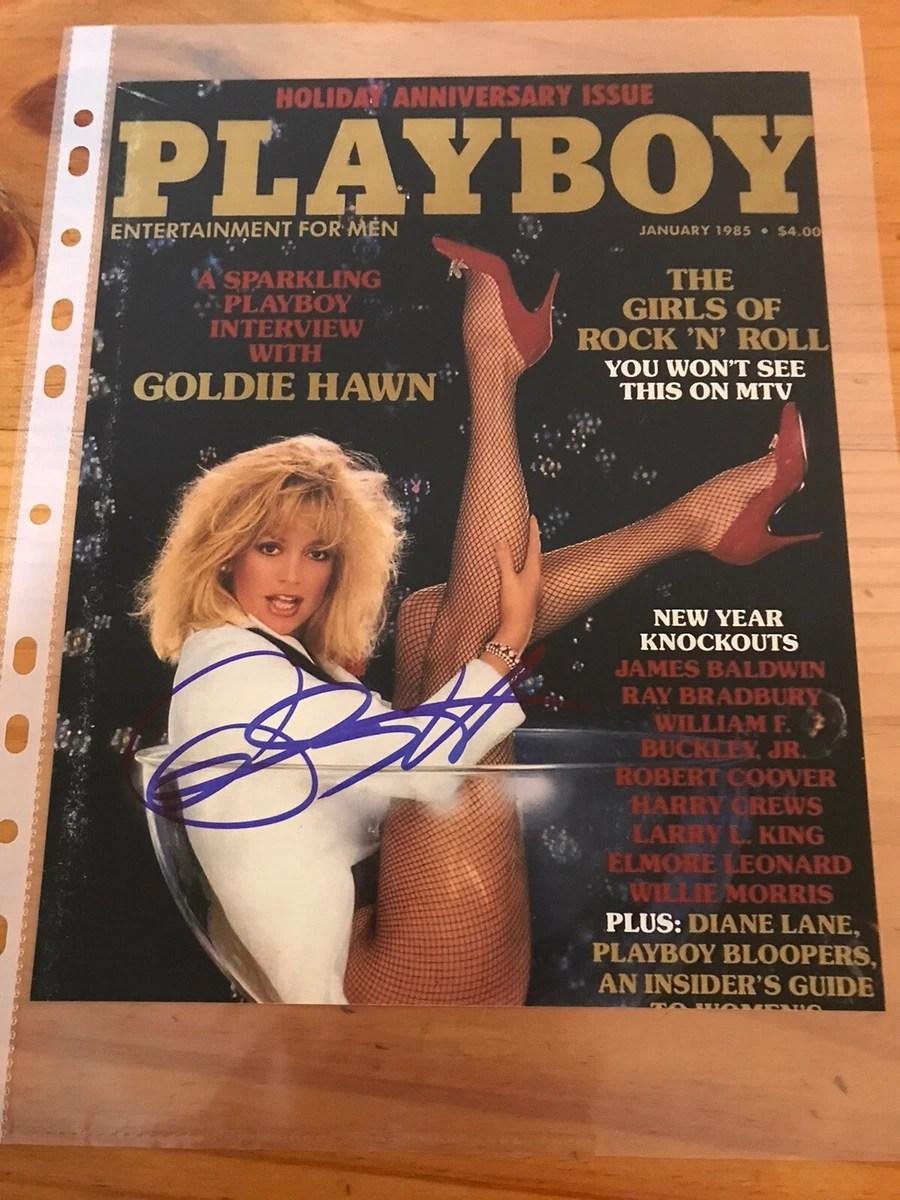 HOLIDAY ANNIVERSARY ISSUE
PLAYBOY
ENTERTAINMENT FOR MEN
JANUARY 1985 • $4.00
A SPARKLING
PLAYBOY
INTERVIEW
WITH
GOLDIE HAWN
THE
GIRLS OF
ROCK 'N' ROLL
YOU WON'T SEE
THIS ON MTV
NEW YEAR
KNOCKOUTS
JAMES BALDWIN
RAY BRADBURY
WILLIAM F.
BUCKLEY, JR.
ROBERT COOVER
HARRY CREWS
LARRY L. KING
ELMORE LEONARD
WILLIE MORRIS
PLUS: DIANE LANE,
PLAYBOY BLOOPERS,
AN INSIDER'S GUIDE
TO WOMEN'S